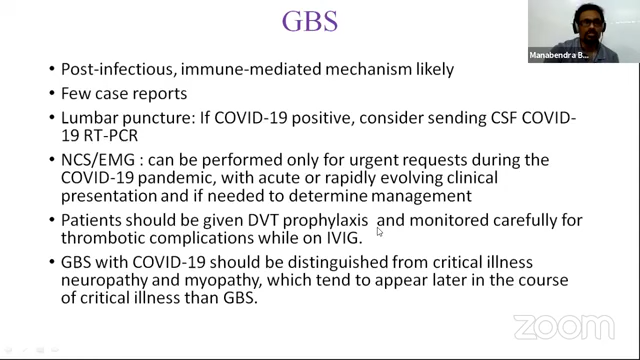 GBS
Manabendra B...
• Post-infectious, immune-mediated mechanism likely
• Few case reports
• Lumbar puncture: If COVID-19 positive, consider sending CSF COVID-
19 RT-PCR
• NCS/EMG : can be performed only for urgent requests during the
COVID-19 pandemic, with acute or rapidly evolving clinical
presentation and if needed to determine management
• Patients should be given DVT prophylaxis and monitored carefully for
thrombotic complications while on IVIG.
• GBS with COVID-19 should be distinguished from critical illness
neuropathy and myopathy, which tend to appear later in the course
of critical illness than GBS.
zoom